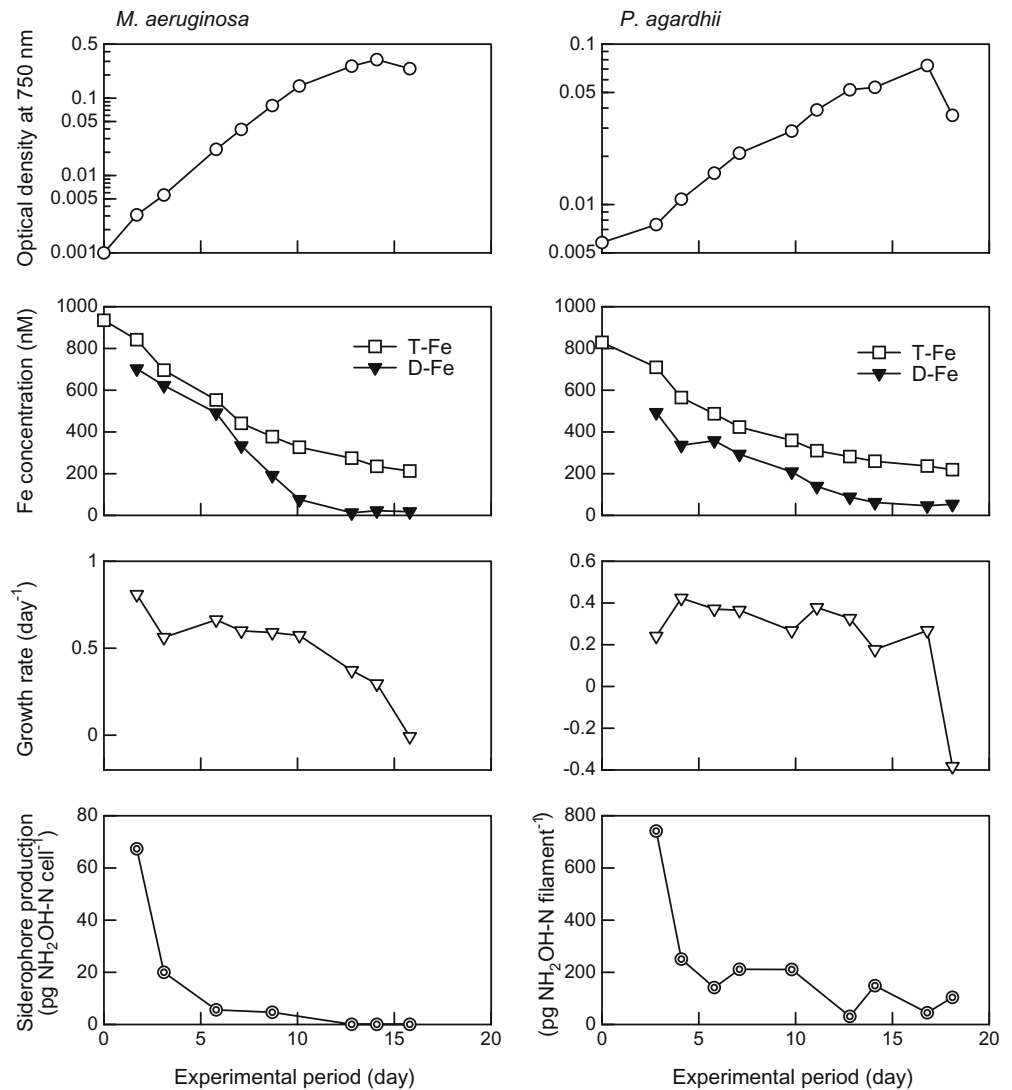 M. aeruginosa
P. agardhii
Optical density at 750 nm
0.5
0.1
0.05
0.01
0.005
0.001
0.1
0.05
0.01
0.005
Fe concentration (nM)
1000
800
600
400
200
0
T-Fe
D-Fe
1000
800
600
400
200
0
T-Fe
D-Fe
Growth rate (day⁻¹)
1
0.5
0
0.6
0.4
0.2
0
-0.2
-0.4
Siderophore production
(pg NH₂OH-N cell⁻¹)
80
60
40
20
0
(pg NH₂OH-N filament⁻¹)
800
600
400
200
0
0 5 10 15 20
0 5 10 15 20
Experimental period (day)
Experimental period (day)